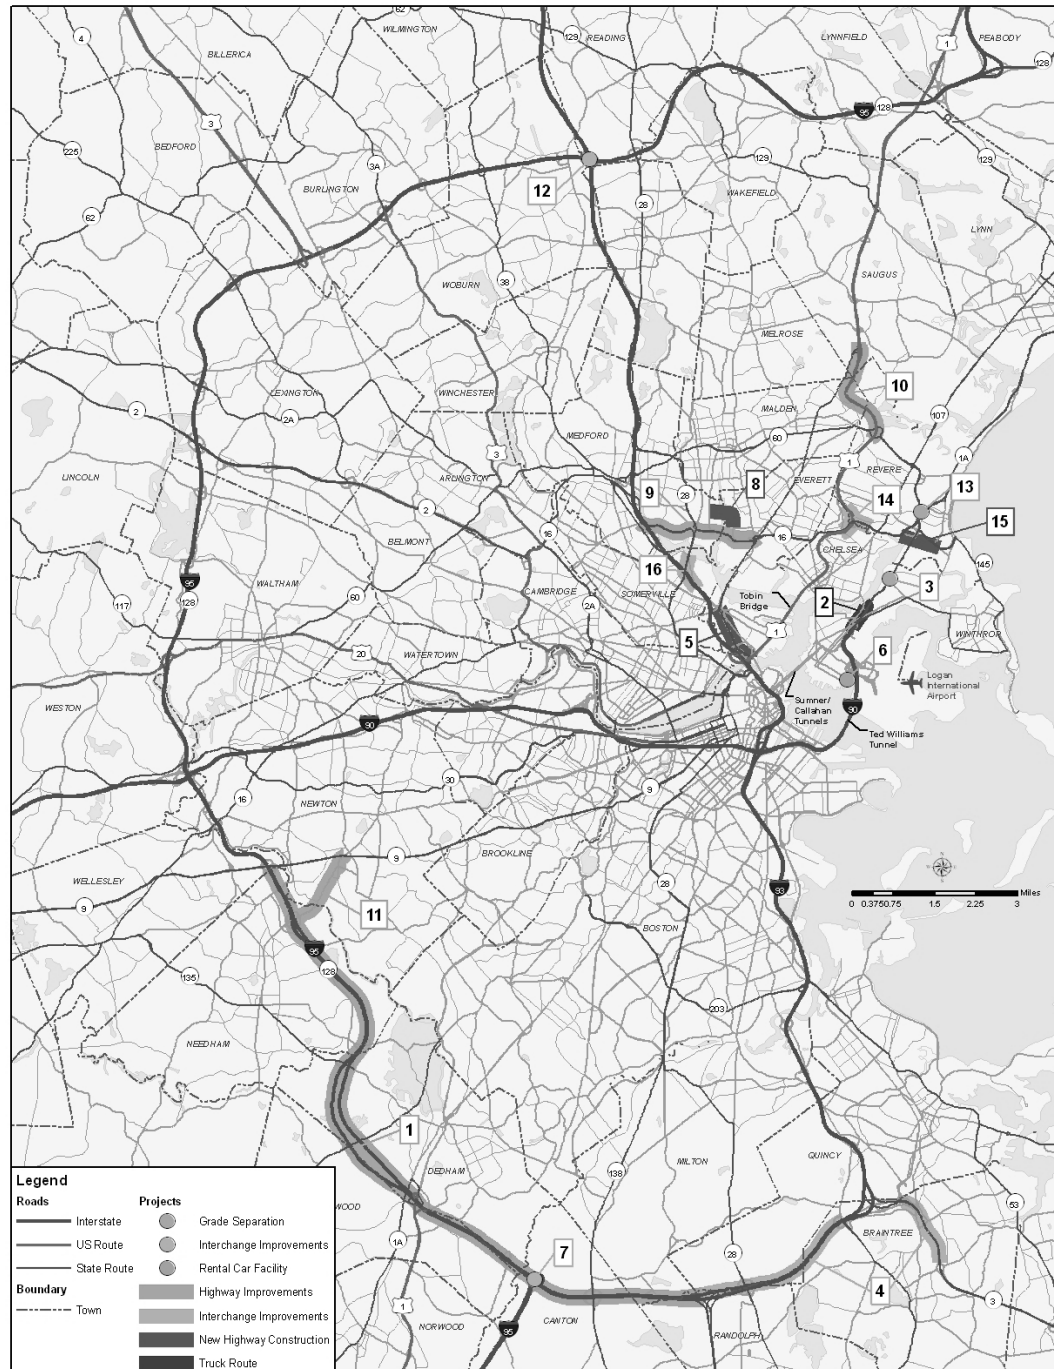 62
WILMINGTON
READING
129
LYNNFIELD
PEABODY
4
1
128
BILLERICA
3
95
128
225
BEDFORD
3A
129
129
BURLINGTON
12
WAKEFIELD
28
62
LYNN
WOBURN
38
SAUGUS
MELROSE
LEXINGTON
WINCHESTER
10
2
2A
MALDEN
107
MEDFORD
60
3
1
1A
LINCOLN
ARLINGTON
REVERE
EVERETT
9
28
8
14
13
2
16
BELMONT
16
15
CHELSEA
16
145
95
WALTHAM
128
CAMBRIDGE
SOMERVILLE
Tobin
Bridge
3
117
60
2A
2
WINTHROP
5
1
20
WATERTOWN
6
Logan
International
Airport
WESTON
Sumner/
Callahan
Tunnels
90
90
Ted Williams
Tunnel
30
16
NEWTON
9
9
BROOKLINE
WELLESLEY
28
93
Miles
0
0.375
0.75
1.5
2.25
3
9
11
BOSTON
95
128
135
203
NEEDHAM
1
DEDHAM
138
MILTON
QUINCY
WOOD
53
BRAINTREE
1A
7
28
4
3
1
NORWOOD
95
CANTON
RANDOLPH
Legend
Roads
Projects
Interstate
Grade Separation
US Route
Interchange Improvements
State Route
Rental Car Facility
Boundary
Highway Improvements
Town
Interchange Improvements
New Highway Construction
Truck Route